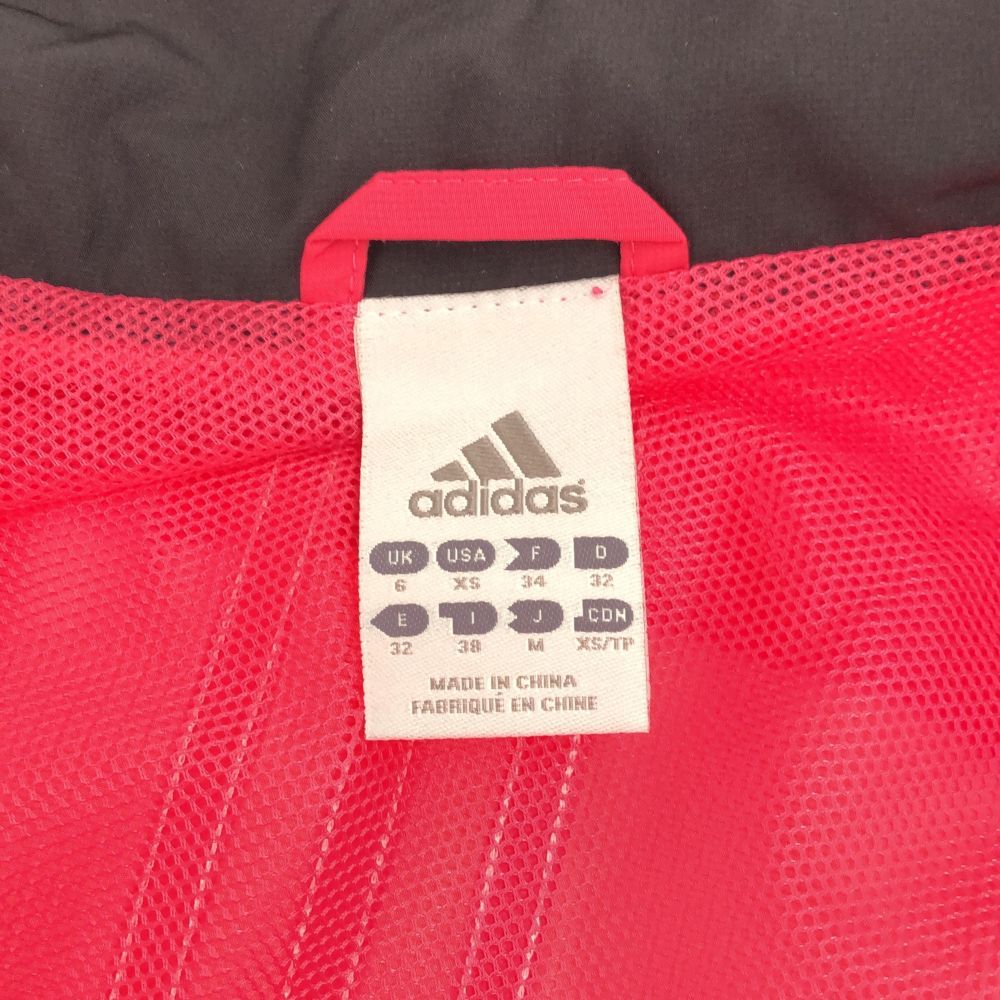 adidas
UK USA F D
6 XS 34 32
E I J CDN
32 38 M XS/TP
MADE IN CHINA
FABRIQUÉ EN CHINE